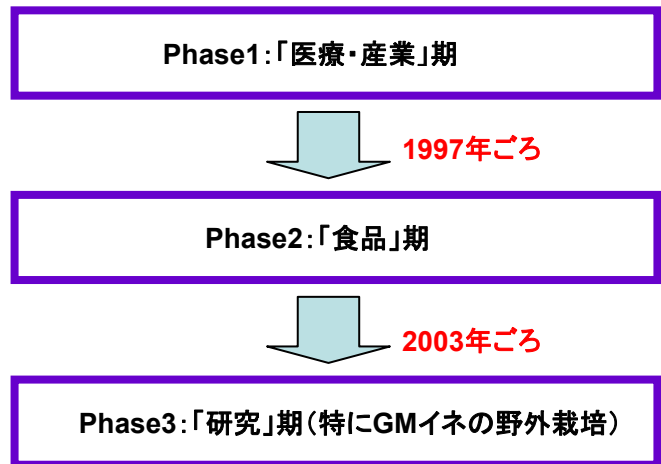 Phase1:「医療・産業」期
1997年ごろ
Phase2:「食品」期
2003年ごろ
Phase3:「研究」期(特にGMイネの野外栽培)